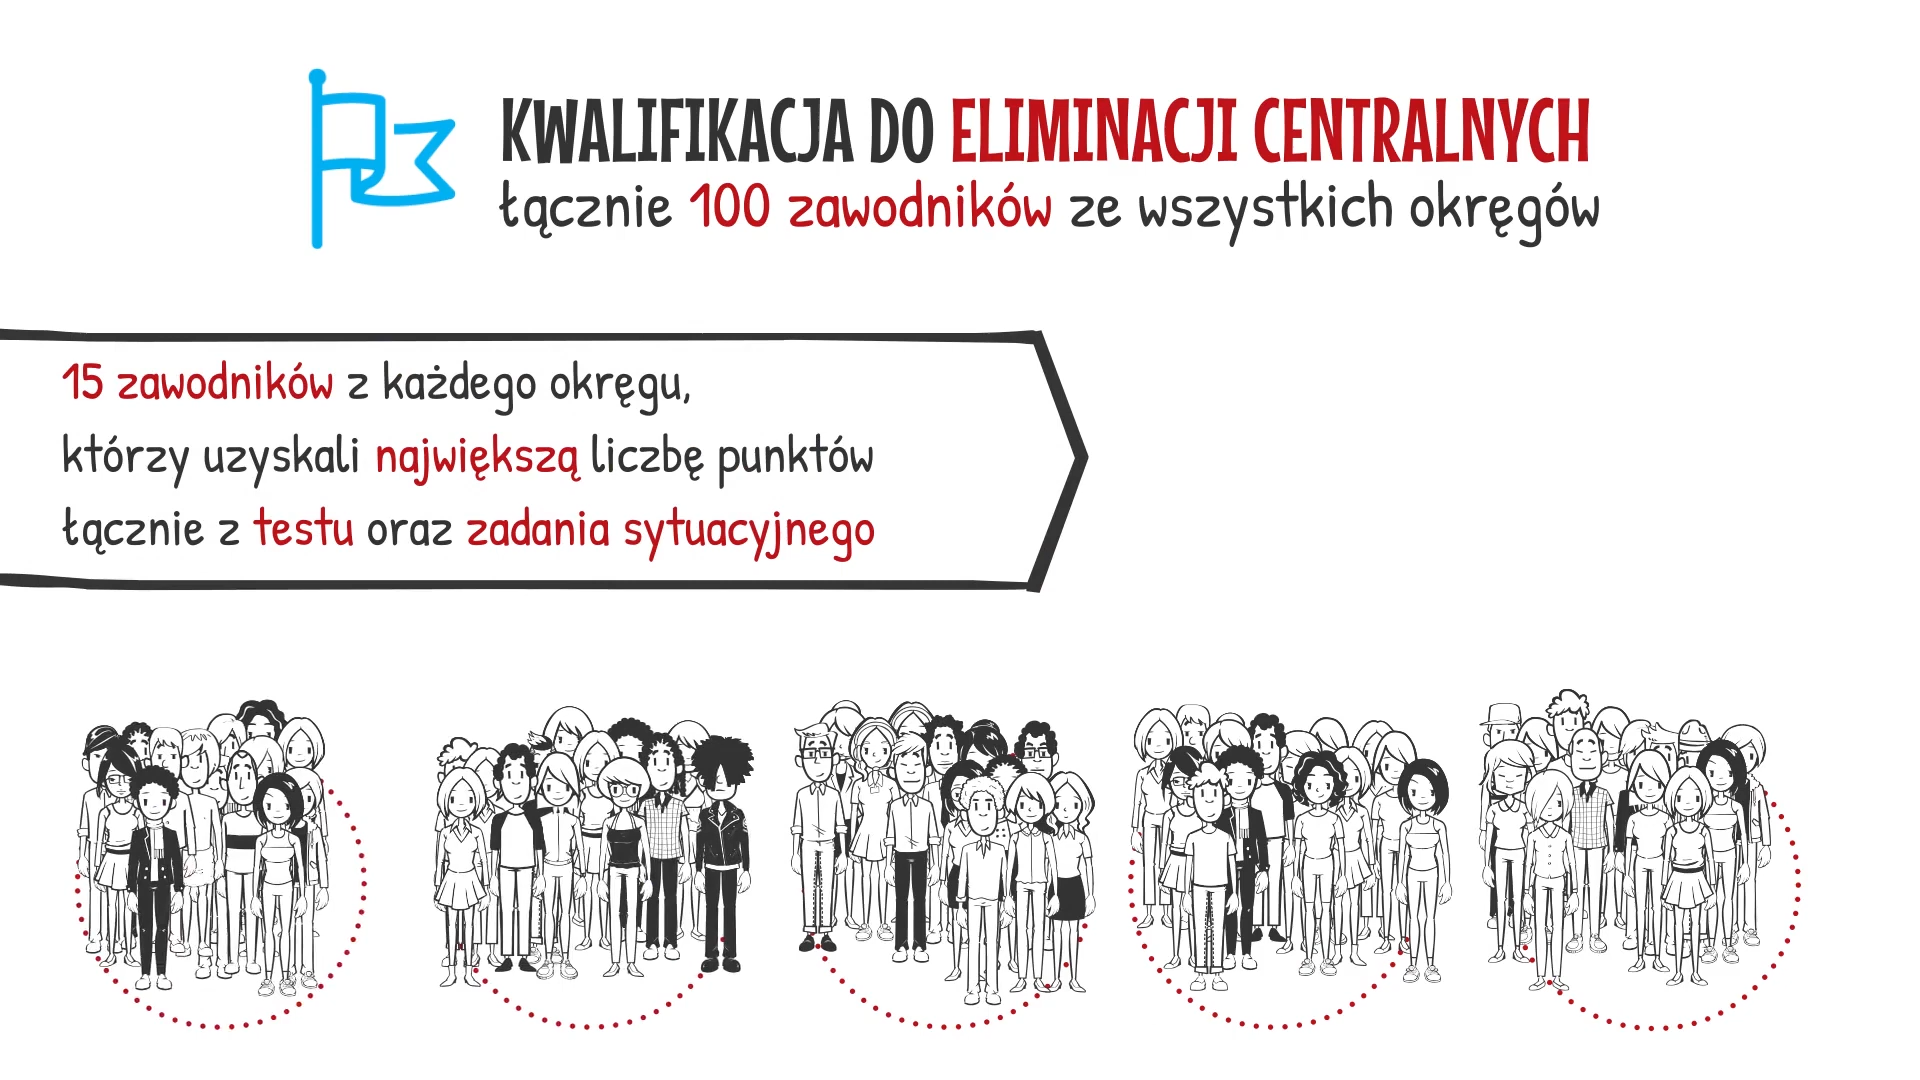 KWALIFIKACJA DO ELIMINACJI CENTRALNYCH
łącznie 100 zawodników ze wszystkich okręgów
15 zawodników z każdego okręgu,
którzy uzyskali największą liczbę punktów
łącznie z testu oraz zadania sytuacyjnego